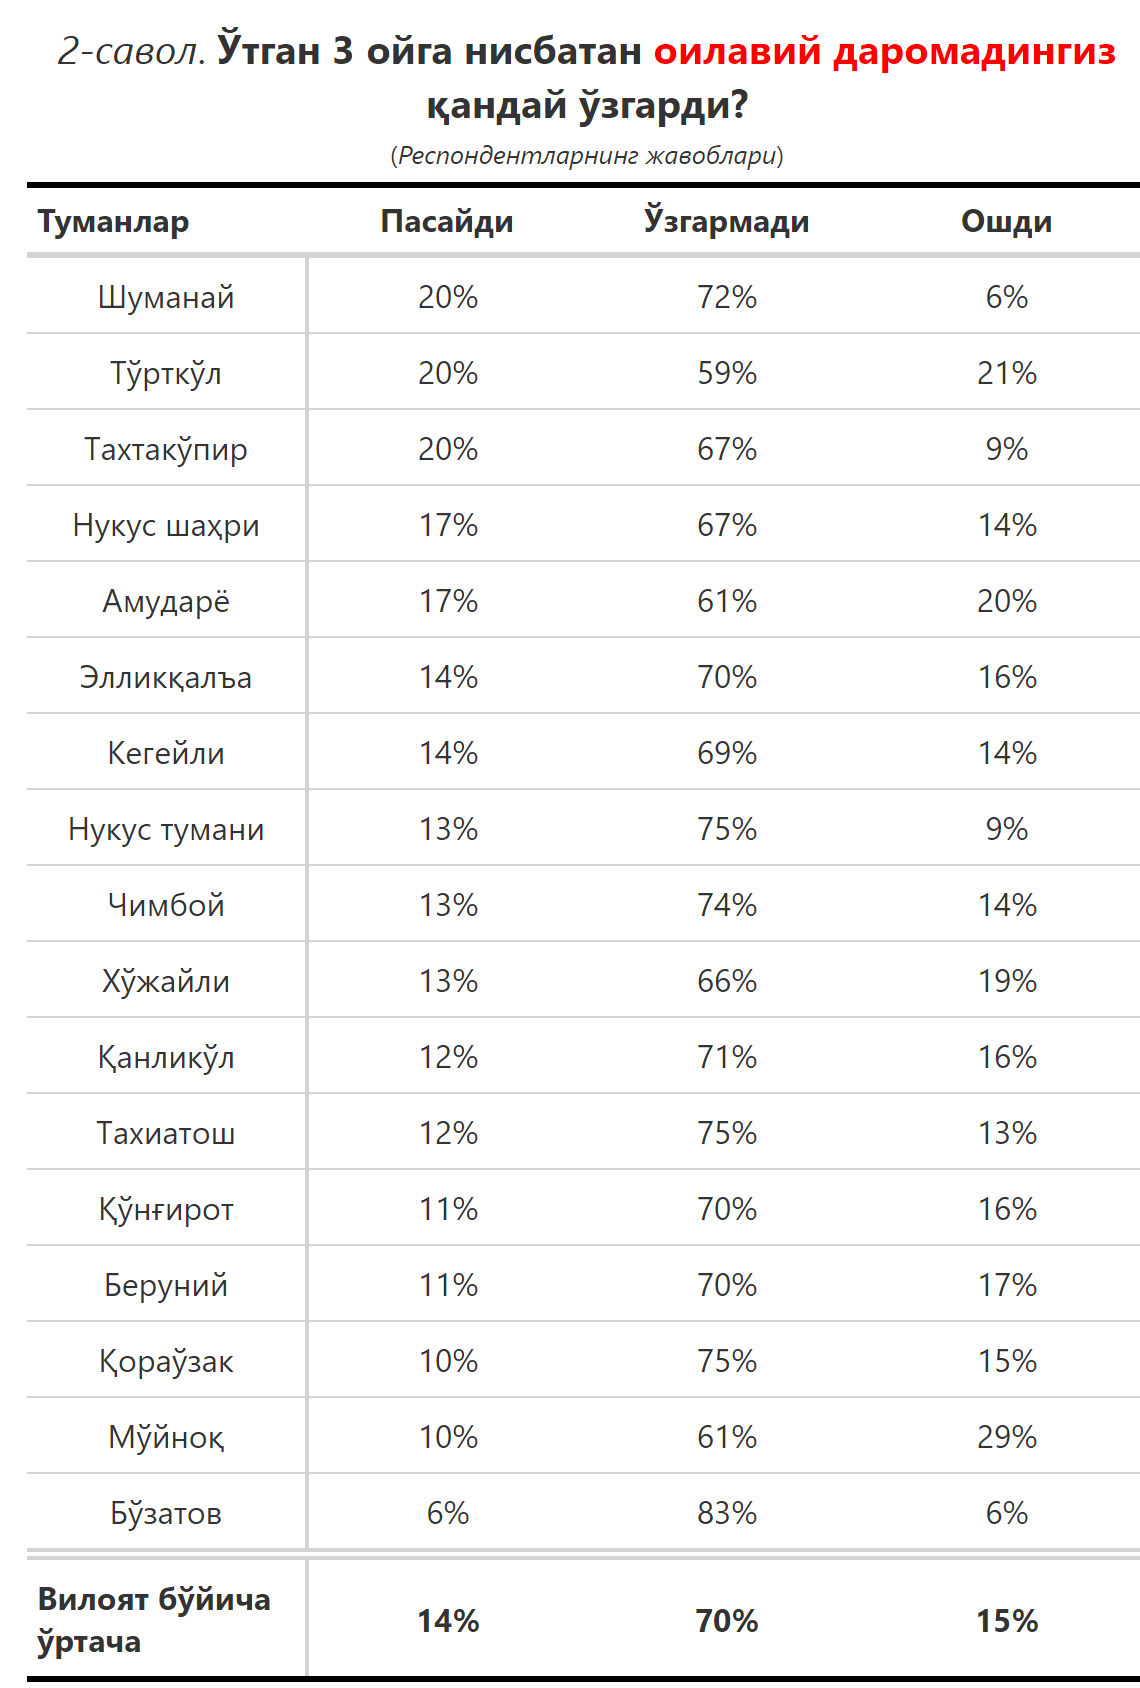 2-савол. Ўтган 3 ойга нисбатан оилавий даромадингиз
қандай ўзгарди?
(Респондентларнинг жавоблари)
Туманлар Пасайди Ўзгармади Ошди
Шуманай 20% 72% 6%
Тўрткўл 20% 59% 21%
Тахтакўпир 20% 67% 9%
Нукус шаҳри 17% 67% 14%
Амударё 17% 61% 20%
Элликқалъа 14% 70% 16%
Кегейли 14% 69% 14%
Нукус тумани 13% 75% 9%
Чимбой 13% 74% 14%
Хўжайли 13% 66% 19%
Қанликўл 12% 71% 16%
Тахиатош 12% 75% 13%
Қўнғирот 11% 70% 16%
Беруний 11% 70% 17%
Қораўзак 10% 75% 15%
Мўйноқ 10% 61% 29%
Бўзатов 6% 83% 6%
Вилоят бўйича
ўртача 14% 70% 15%